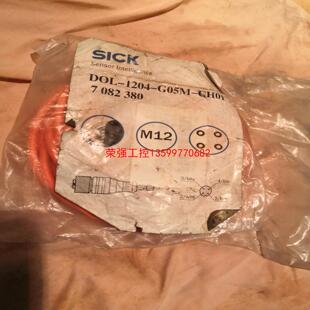 SICK
Sensor Intelligence
DOL-1204-G05M-CH01
7 082 380
M12
荣强工控13599770682